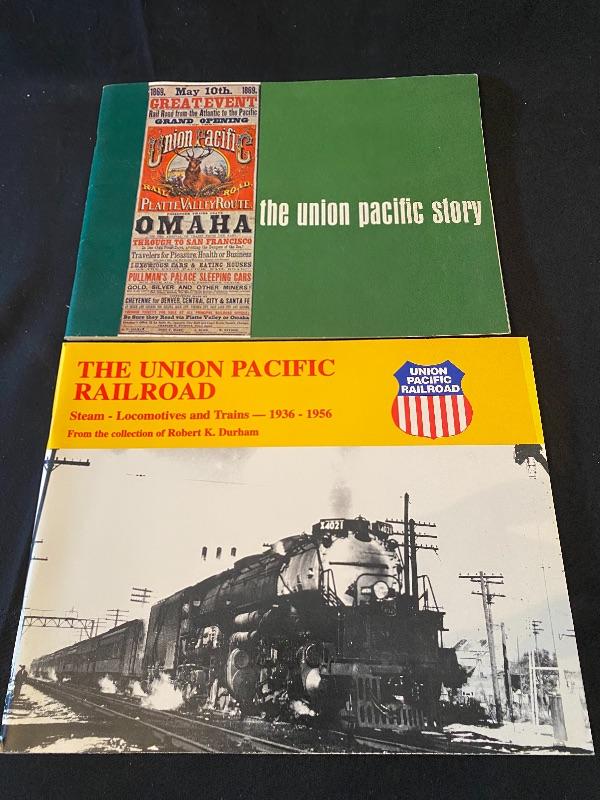 1869. May 10th. 1869.
GREAT EVENT
Rail Road from the Atlantic to the Pacific
GRAND OPENING
Union Pacific
RAIL ROAD.
PLATTE VALLEY ROUTE.
OMAHA
THROUGH TO SAN FRANCISCO
Travelers for Pleasure, Health or Business
LUXURIOUS CARS & EATING HOUSES
PULLMAN'S PALACE SLEEPING CARS
GOLD, SILVER AND OTHER MINERS!
CHEYENNE for DENVER, CENTRAL CITY & SANTA FE
Be Sure they Read via Platte Valley or Omaha
the union pacific story
THE UNION PACIFIC
RAILROAD
Steam - Locomotives and Trains — 1936 - 1956
From the collection of Robert K. Durham
UNION
PACIFIC
RAILROAD
X4021
4021